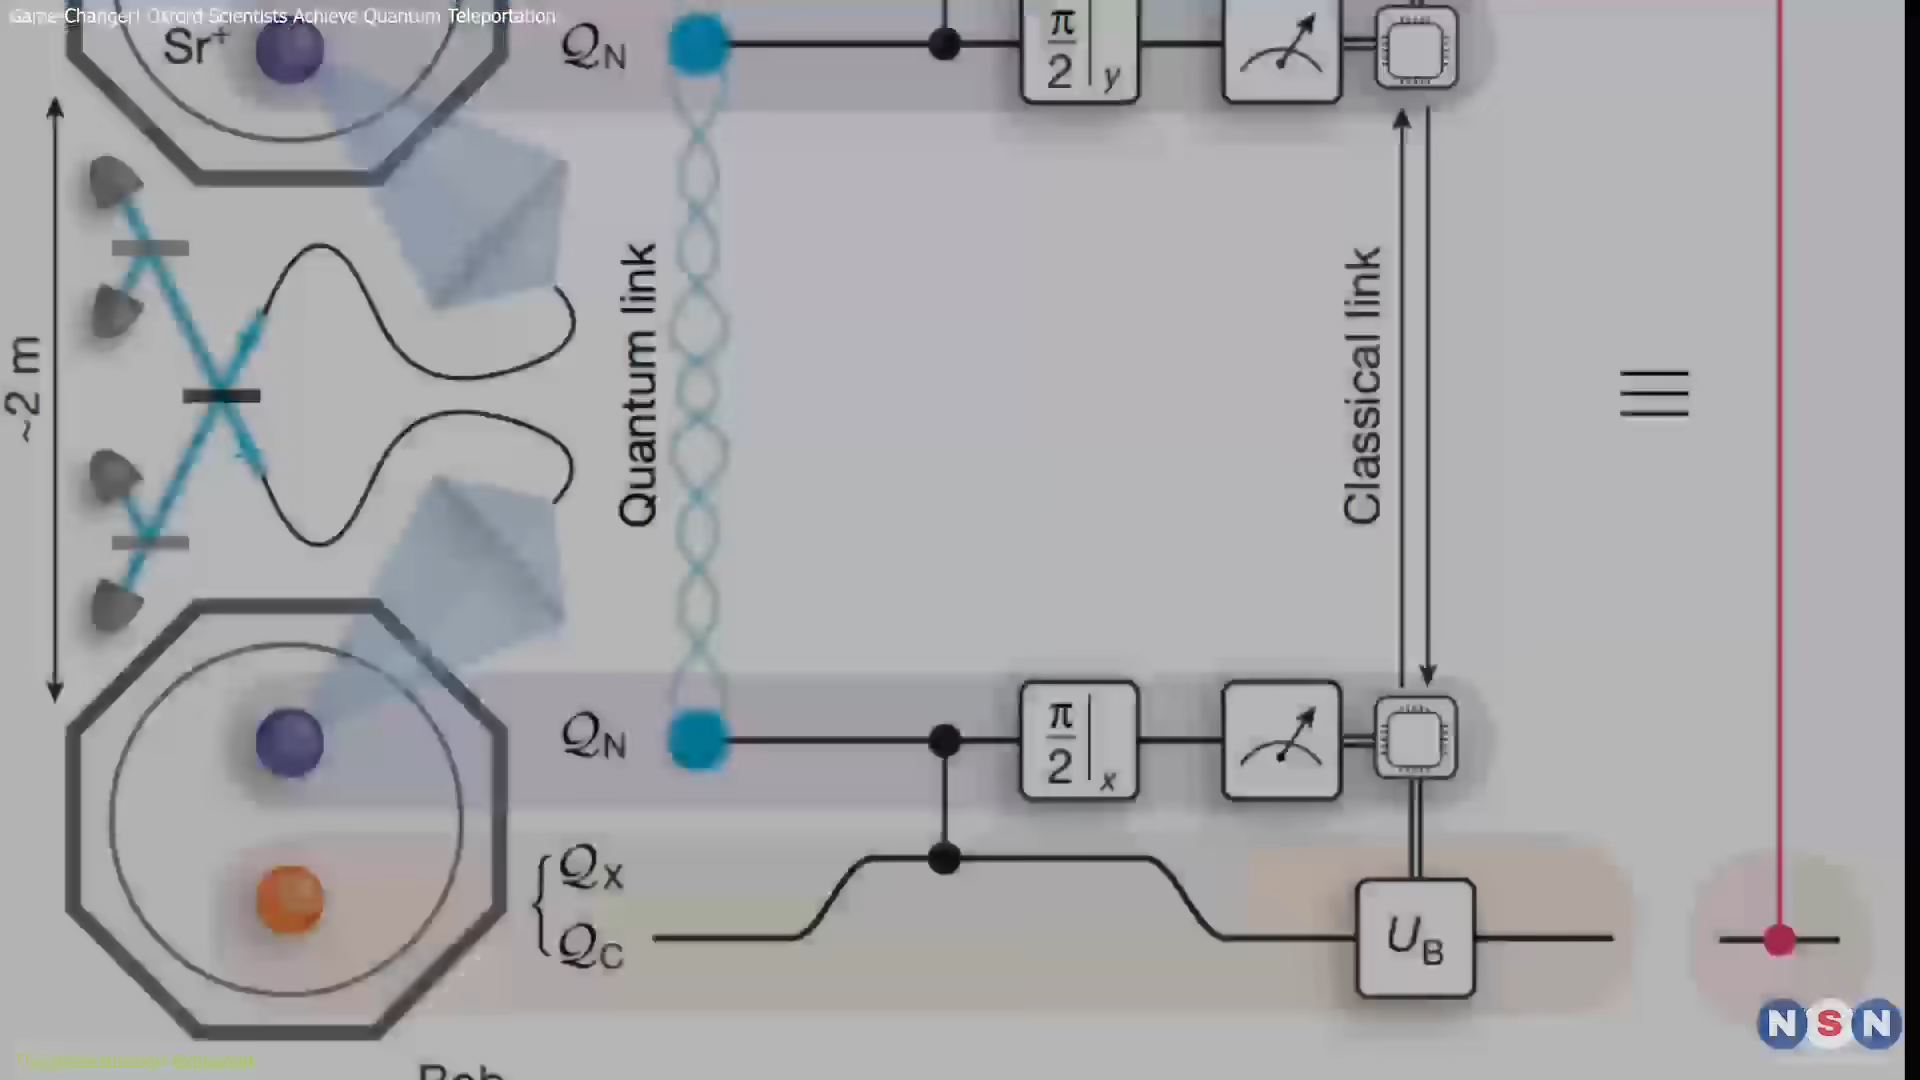 Game-Changer! Oxford Scientists Achieve Quantum Teleportation
Sr⁺
𝒬N
π/2 | y
~2 m
Quantum link
Classical link
𝒬N
π/2 | x
𝒬X
𝒬C
UB
NSN